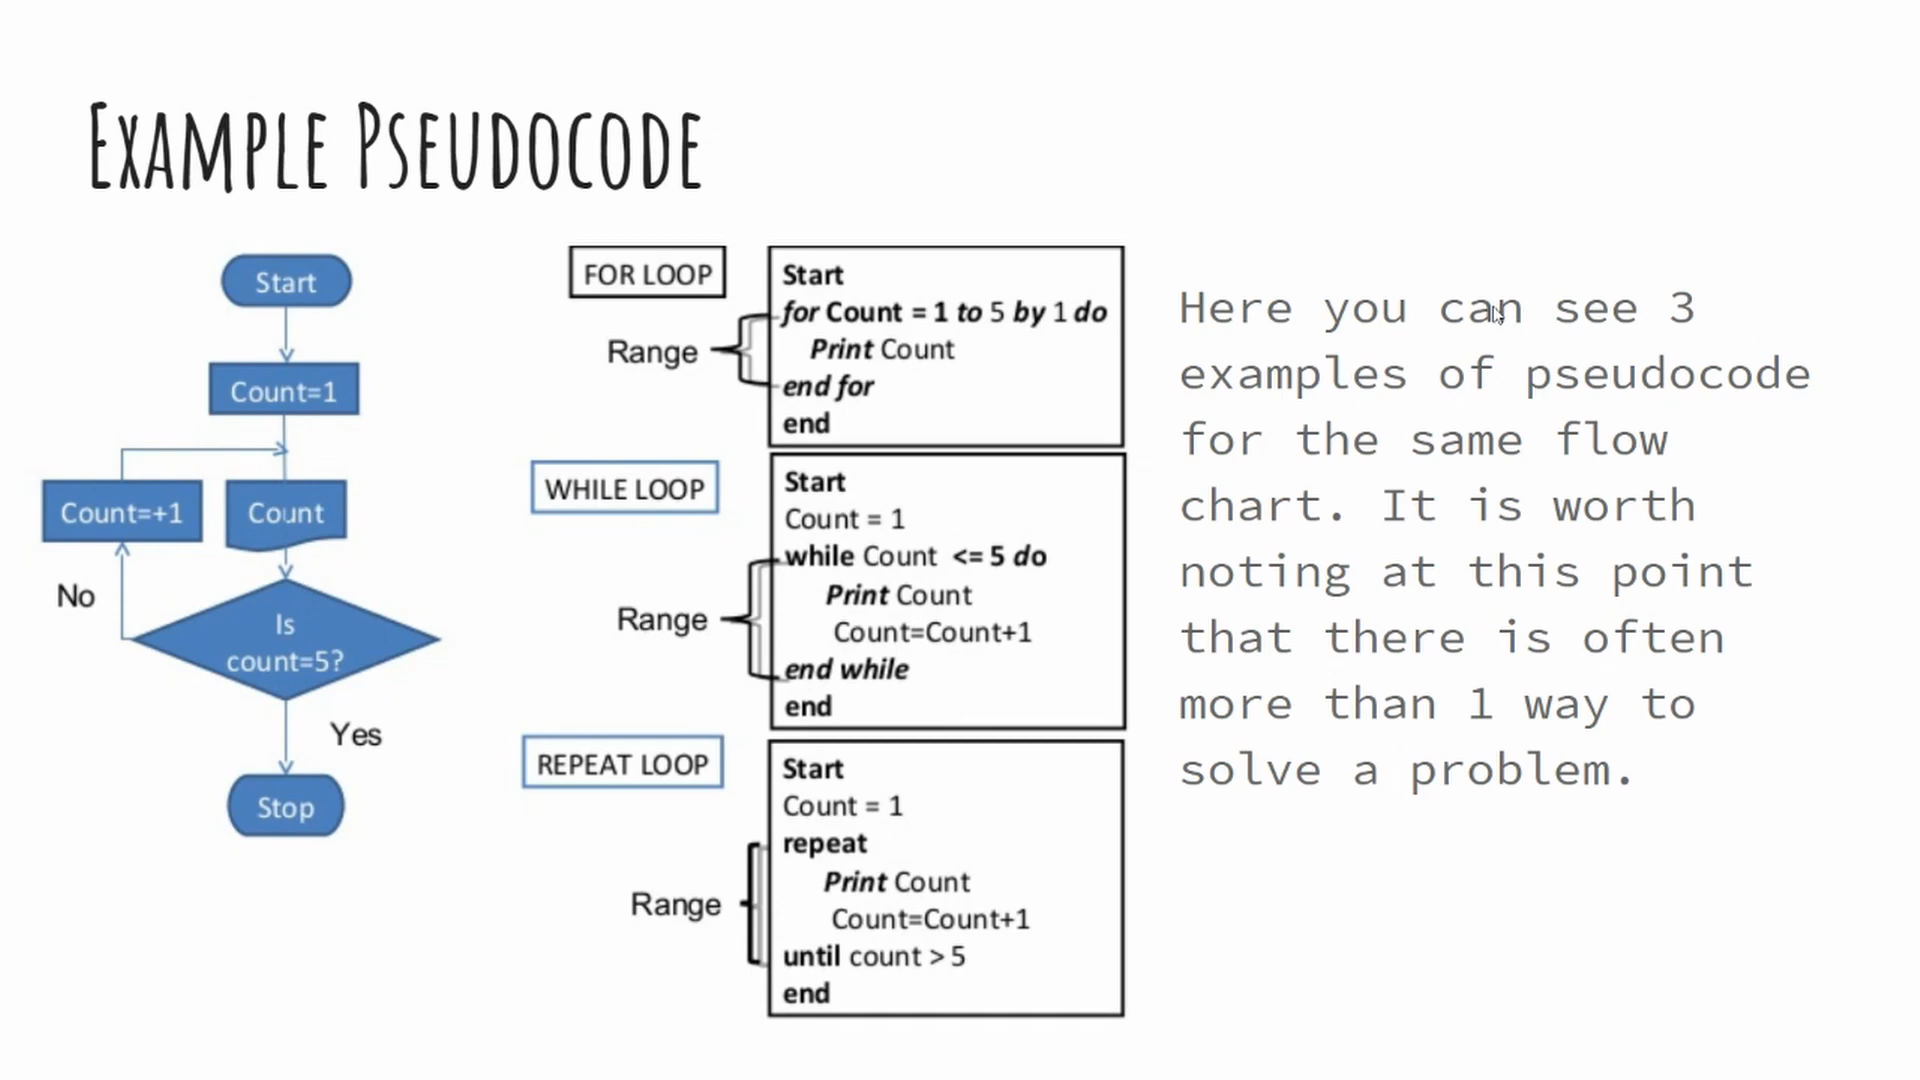 EXAMPLE PSEUDOCODE
Start
Count=1
Count=+1
Count
No
Is
count=5?
Yes
Stop
FOR LOOP
Range
Start
for Count = 1 to 5 by 1 do
Print Count
end for
end
WHILE LOOP
Range
Start
Count = 1
while Count <= 5 do
Print Count
Count=Count+1
end while
end
REPEAT LOOP
Range
Start
Count = 1
repeat
Print Count
Count=Count+1
until count > 5
end
Here you can see 3
examples of pseudocode
for the same flow
chart. It is worth
noting at this point
that there is often
more than 1 way to
solve a problem.